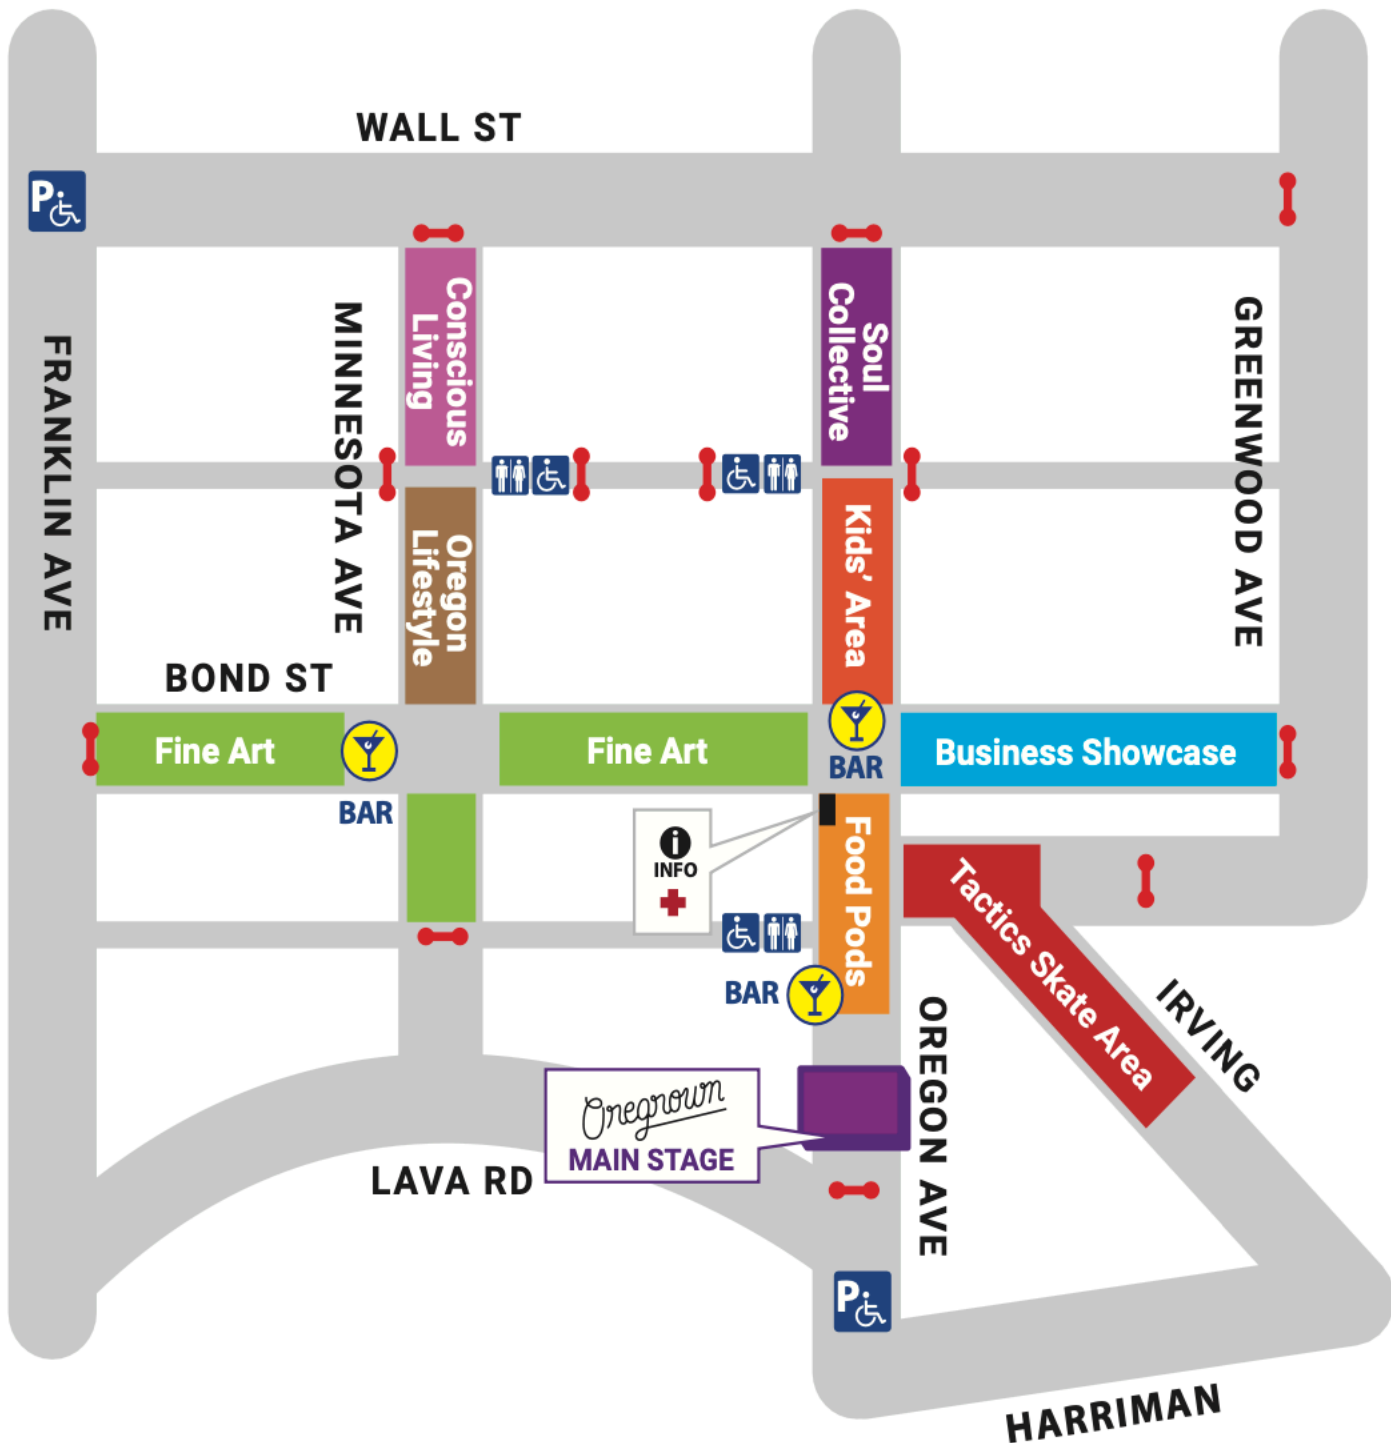 WALL ST
P
Conscious
Living
Soul
Collective
MINNESOTA AVE
GREENWOOD AVE
FRANKLIN AVE
Oregon
Lifestyle
Kids' Area
BOND ST
Fine Art
BAR
Fine Art
BAR
Business Showcase
i
INFO
Food Pods
Tactics Skate Area
BAR
IRVING
OREGON AVE
Oregrown
MAIN STAGE
LAVA RD
P
HARRIMAN